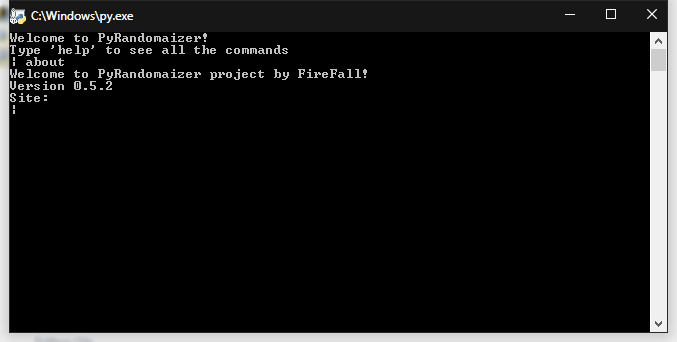 C:\Windows\py.exe
Welcome to PyRandomaizer!
Type 'help' to see all the commands
¦ about
Welcome to PyRandomaizer project by FireFall!
Version 0.5.2
Site:
¦